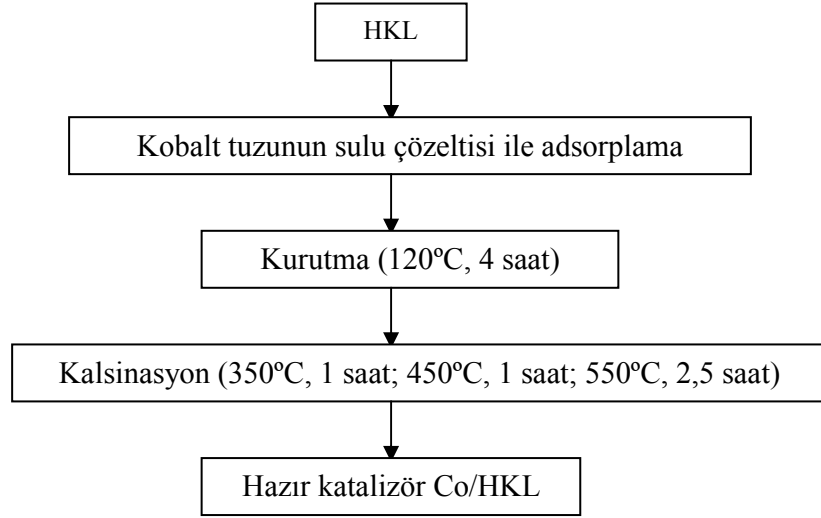 HKL
Kobalt tuzunun sulu çözeltisi ile adsorplama
Kurutma (120ºC, 4 saat)
Kalsinasyon (350ºC, 1 saat; 450ºC, 1 saat; 550ºC, 2,5 saat)
Hazır katalizör Co/HKL